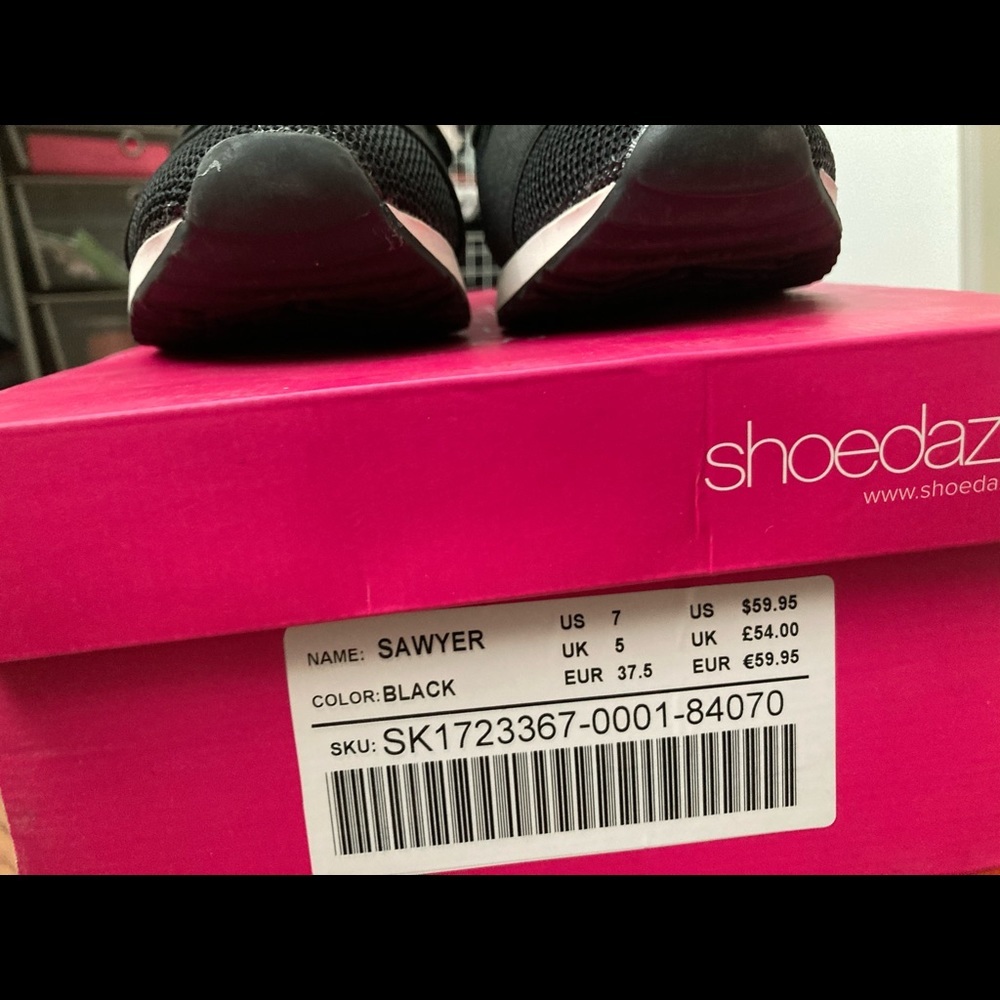 shoedaz
www.shoeda
NAME: SAWYER
COLOR: BLACK
US 7
UK 5
EUR 37.5
US $59.95
UK £54.00
EUR €59.95
SKU: SK1723367-0001-84070